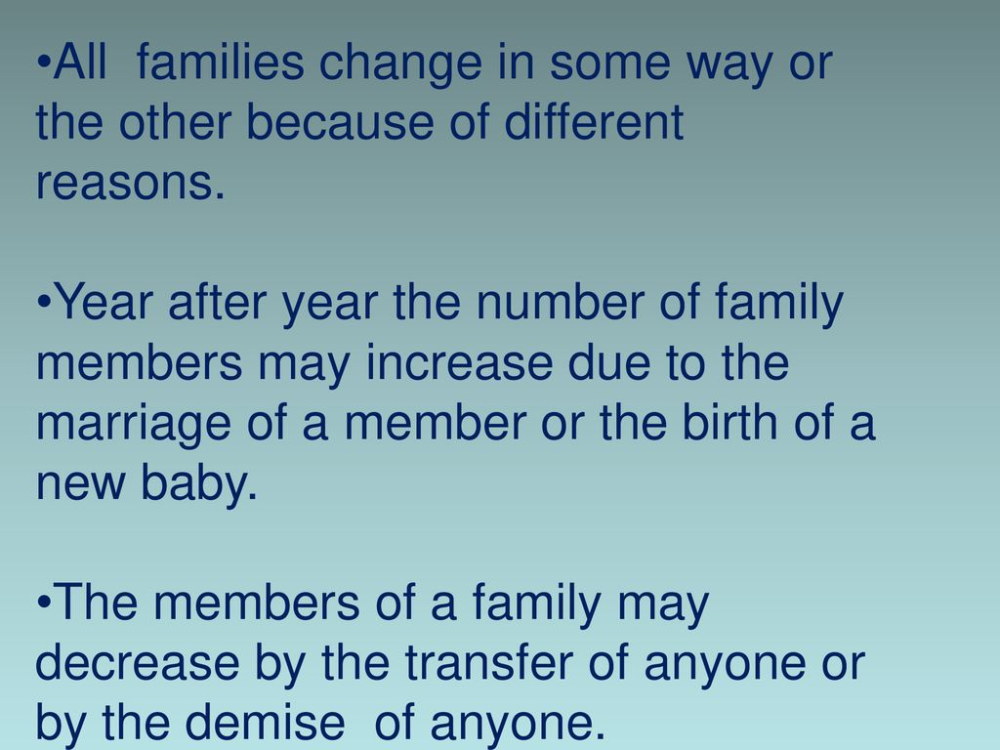 •All  families change in some way or
the other because of different
reasons.
•Year after year the number of family
members may increase due to the
marriage of a member or the birth of a
new baby.
•The members of a family may
decrease by the transfer of anyone or
by the demise  of anyone.